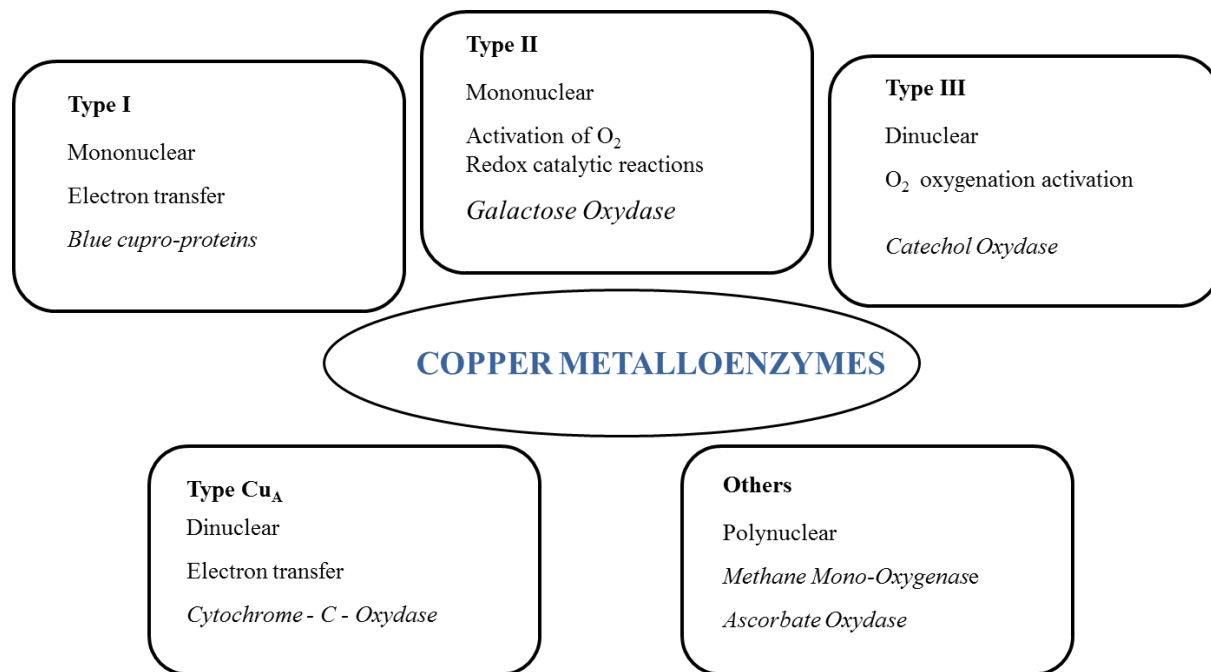 Type I
Mononuclear
Electron transfer
Blue cupro-proteins
Type II
Mononuclear
Activation of O₂
Redox catalytic reactions
Galactose Oxydase
Type III
Dinuclear
O₂ oxygenation activation
Catechol Oxydase
COPPER METALLOENZYMES
Type Cu_A
Dinuclear
Electron transfer
Cytochrome - C - Oxydase
Others
Polynuclear
Methane Mono-Oxygenase
Ascorbate Oxydase